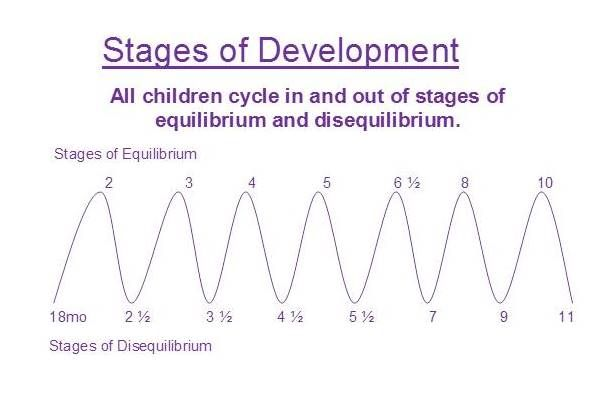 Stages of Development
All children cycle in and out of stages of
equilibrium and disequilibrium.
Stages of Equilibrium
2 3 4 5 6 ½ 8 10
18mo 2 ½ 3 ½ 4 ½ 5 ½ 7 9 11
Stages of Disequilibrium